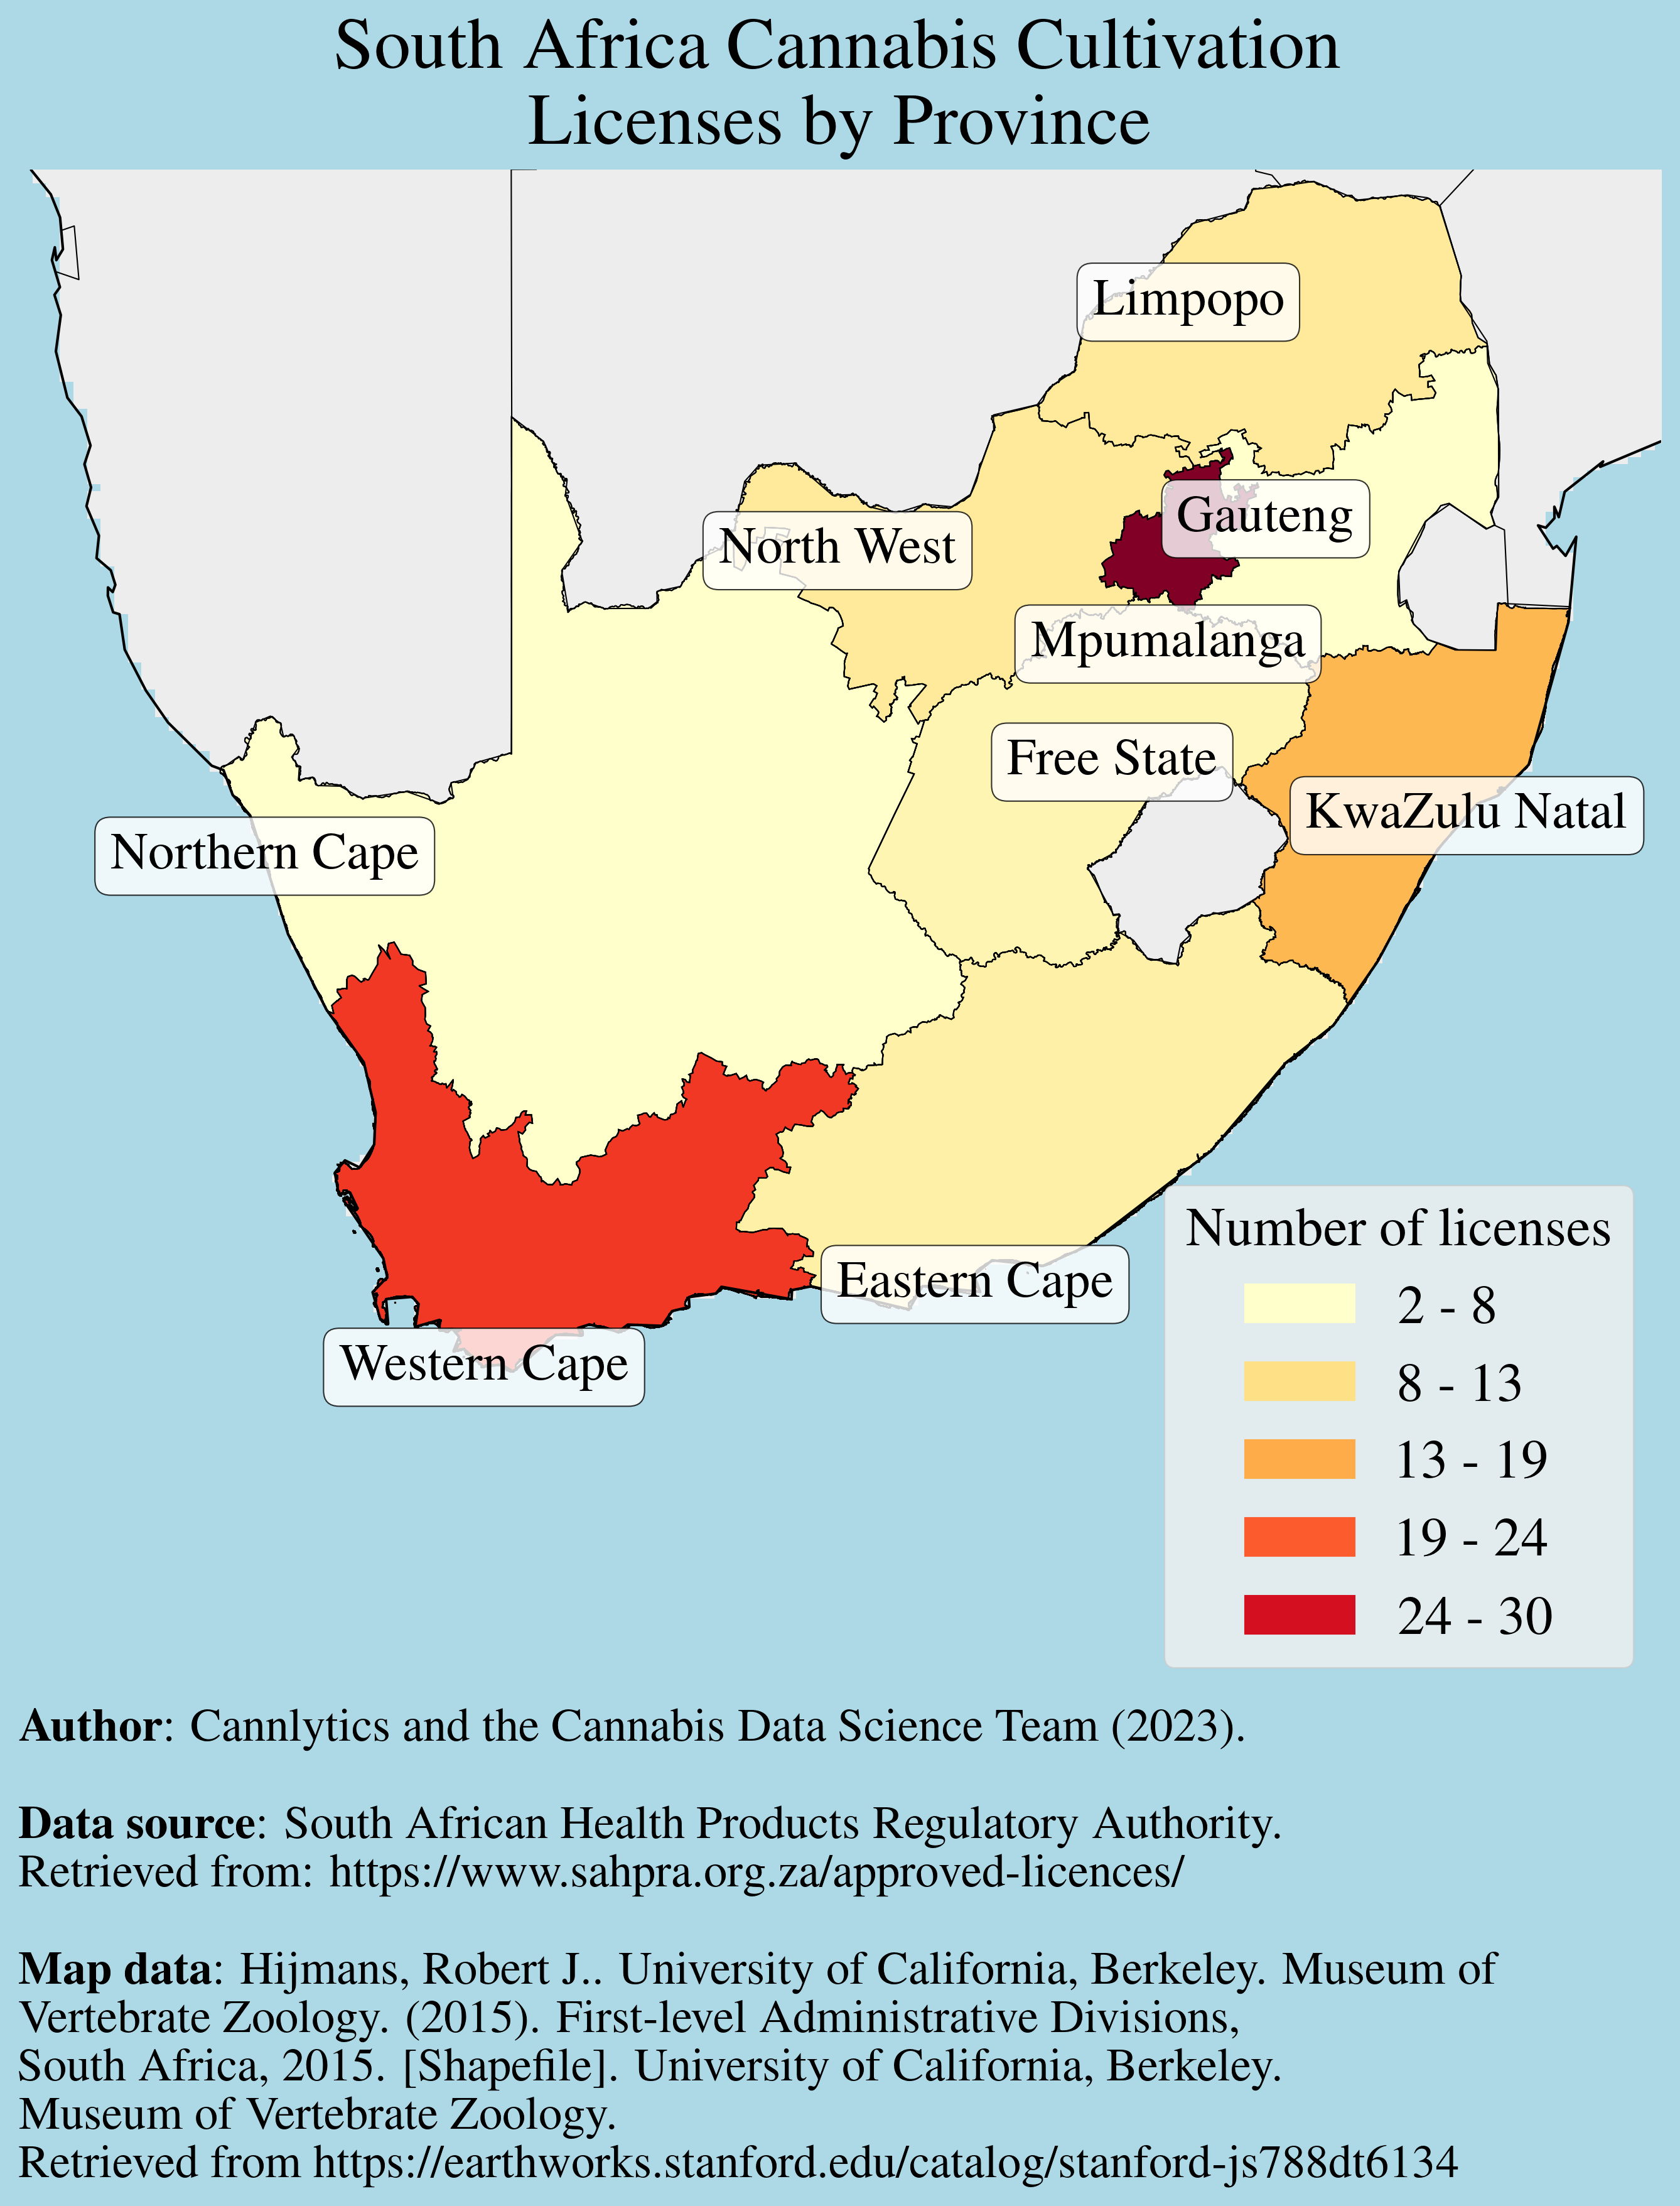 South Africa Cannabis Cultivation
Licenses by Province
Limpopo
Gauteng
North West
Mpumalanga
Free State
KwaZulu Natal
Northern Cape
Eastern Cape
Western Cape
Number of licenses
2 - 8
8 - 13
13 - 19
19 - 24
24 - 30
Author: Cannlytics and the Cannabis Data Science Team (2023).
Data source: South African Health Products Regulatory Authority.
Retrieved from: https://www.sahpra.org.za/approved-licences/
Map data: Hijmans, Robert J.. University of California, Berkeley. Museum of
Vertebrate Zoology. (2015). First-level Administrative Divisions,
South Africa, 2015. [Shapefile]. University of California, Berkeley.
Museum of Vertebrate Zoology.
Retrieved from https://earthworks.stanford.edu/catalog/stanford-js788dt6134